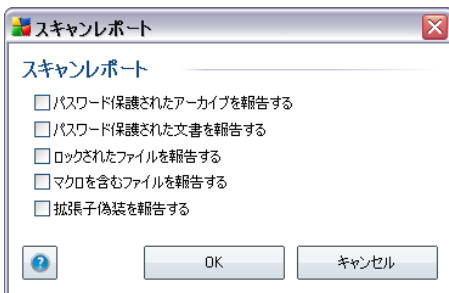 スキャンレポート
スキャンレポート
パスワード保護されたアーカイブを報告する
パスワード保護された文書を報告する
ロックされたファイルを報告する
マクロを含むファイルを報告する
拡張子偽装を報告する
?
OK
キャンセル